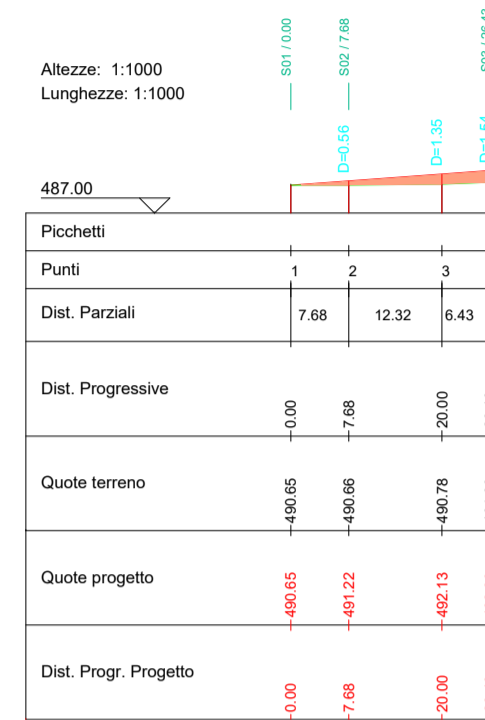 S01 / 0.00
S02 / 7.68
Altezze: 1:1000
Lunghezze: 1:1000
D=0.56
D=1.35
487.00
Picchetti
Punti 1 2 3
Dist. Parziali 7.68 12.32 6.43
Dist. Progressive 0.00 7.68 20.00
Quote terreno 490.65 490.66 490.78
Quote progetto 490.65 491.22 492.13
Dist. Progr. Progetto 0.00 7.68 20.00